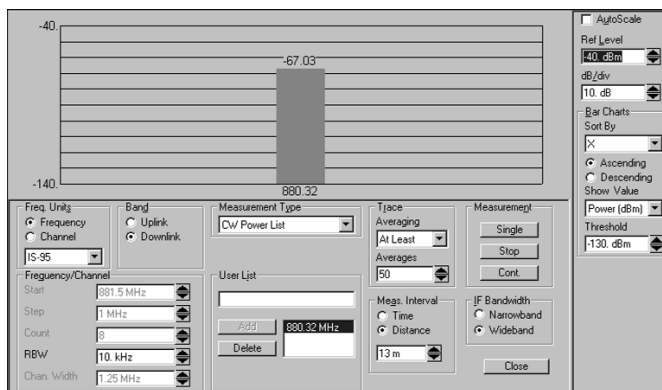 -40.
-67.03
-140.
880.32
AutoScale
Ref Level
-40. dBm
dB/div
10. dB
Bar Charts
Sort By
X
Ascending
Descending
Show Value
Power (dBm)
Threshold
-130. dBm
Freq. Units
Frequency
Channel
IS-95
Band
Uplink
Downlink
Measurement Type
CW Power List
Trace
Averaging
At Least
Averages
50
Measurement
Single
Stop
Cont.
Frequency/Channel
Start
881.5 MHz
Step
1 MHz
Count
8
RBW
10. kHz
Chan. Width
1.25 MHz
User List
Add
Delete
880.32 MHz
Meas. Interval
Time
Distance
13 m
IF Bandwidth
Narrowband
Wideband
Close